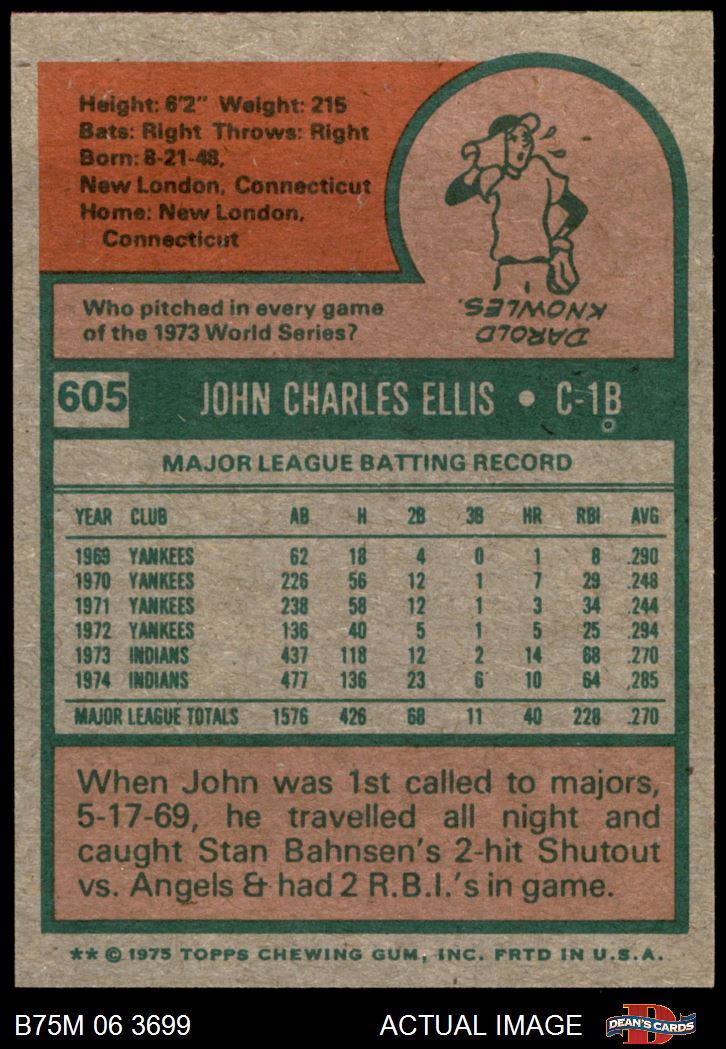 Height: 6'2" Weight: 215
Bats: Right Throws: Right
Born: 8-21-48,
New London, Connecticut
Home: New London,
Connecticut
Who pitched in every game
of the 1973 World Series?
DAROLD
KNOWLES.
605 JOHN CHARLES ELLIS • C-1B
MAJOR LEAGUE BATTING RECORD
YEAR CLUB AB H 2B 3B HR RBI AVG
1969 YANKEES 62 18 4 0 1 8 .290
1970 YANKEES 226 56 12 1 7 29 .248
1971 YANKEES 238 58 12 1 3 34 .244
1972 YANKEES 136 40 5 1 5 25 .294
1973 INDIANS 437 118 12 2 14 68 .270
1974 INDIANS 477 136 23 6 10 64 .285
MAJOR LEAGUE TOTALS 1576 426 68 11 40 228 .270
When John was 1st called to majors,
5-17-69, he travelled all night and
caught Stan Bahnsen's 2-hit Shutout
vs. Angels & had 2 R.B.I.'s in game.
** © 1975 TOPPS CHEWING GUM, INC. PRTD IN U.S.A.
B75M 06 3699 ACTUAL IMAGE DEAN'S CARDS